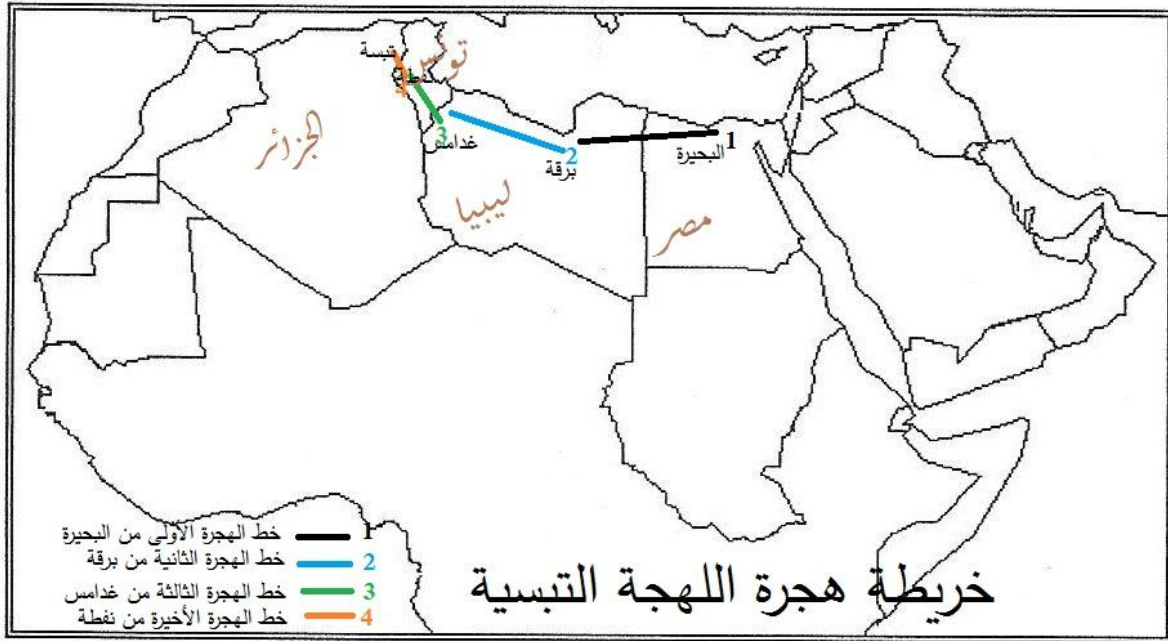 تبسة
تونس
نفطة
4
3
غدامس
الجزائر
2
برقة
ليبيا
1
البحيرة
مصر
1 خط الهجرة الأولى من البحيرة
2 خط الهجرة الثانية من برقة
3 خط الهجرة الثالثة من غدامس
4 خط الهجرة الأخيرة من نفطة
خريطة هجرة اللهجة التبسية